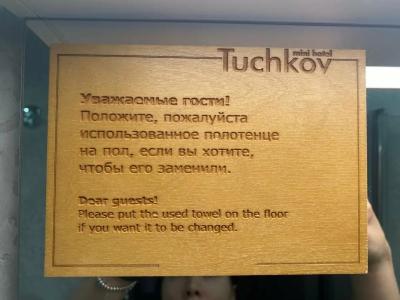 mini hotel
Tuchkov
Уважаемые гости!
Положите, пожалуйста
использованное полотенце
на пол, если вы хотите,
чтобы его заменили.
Dear guests!
Please put the used towel on the floor
if you want it to be changed.